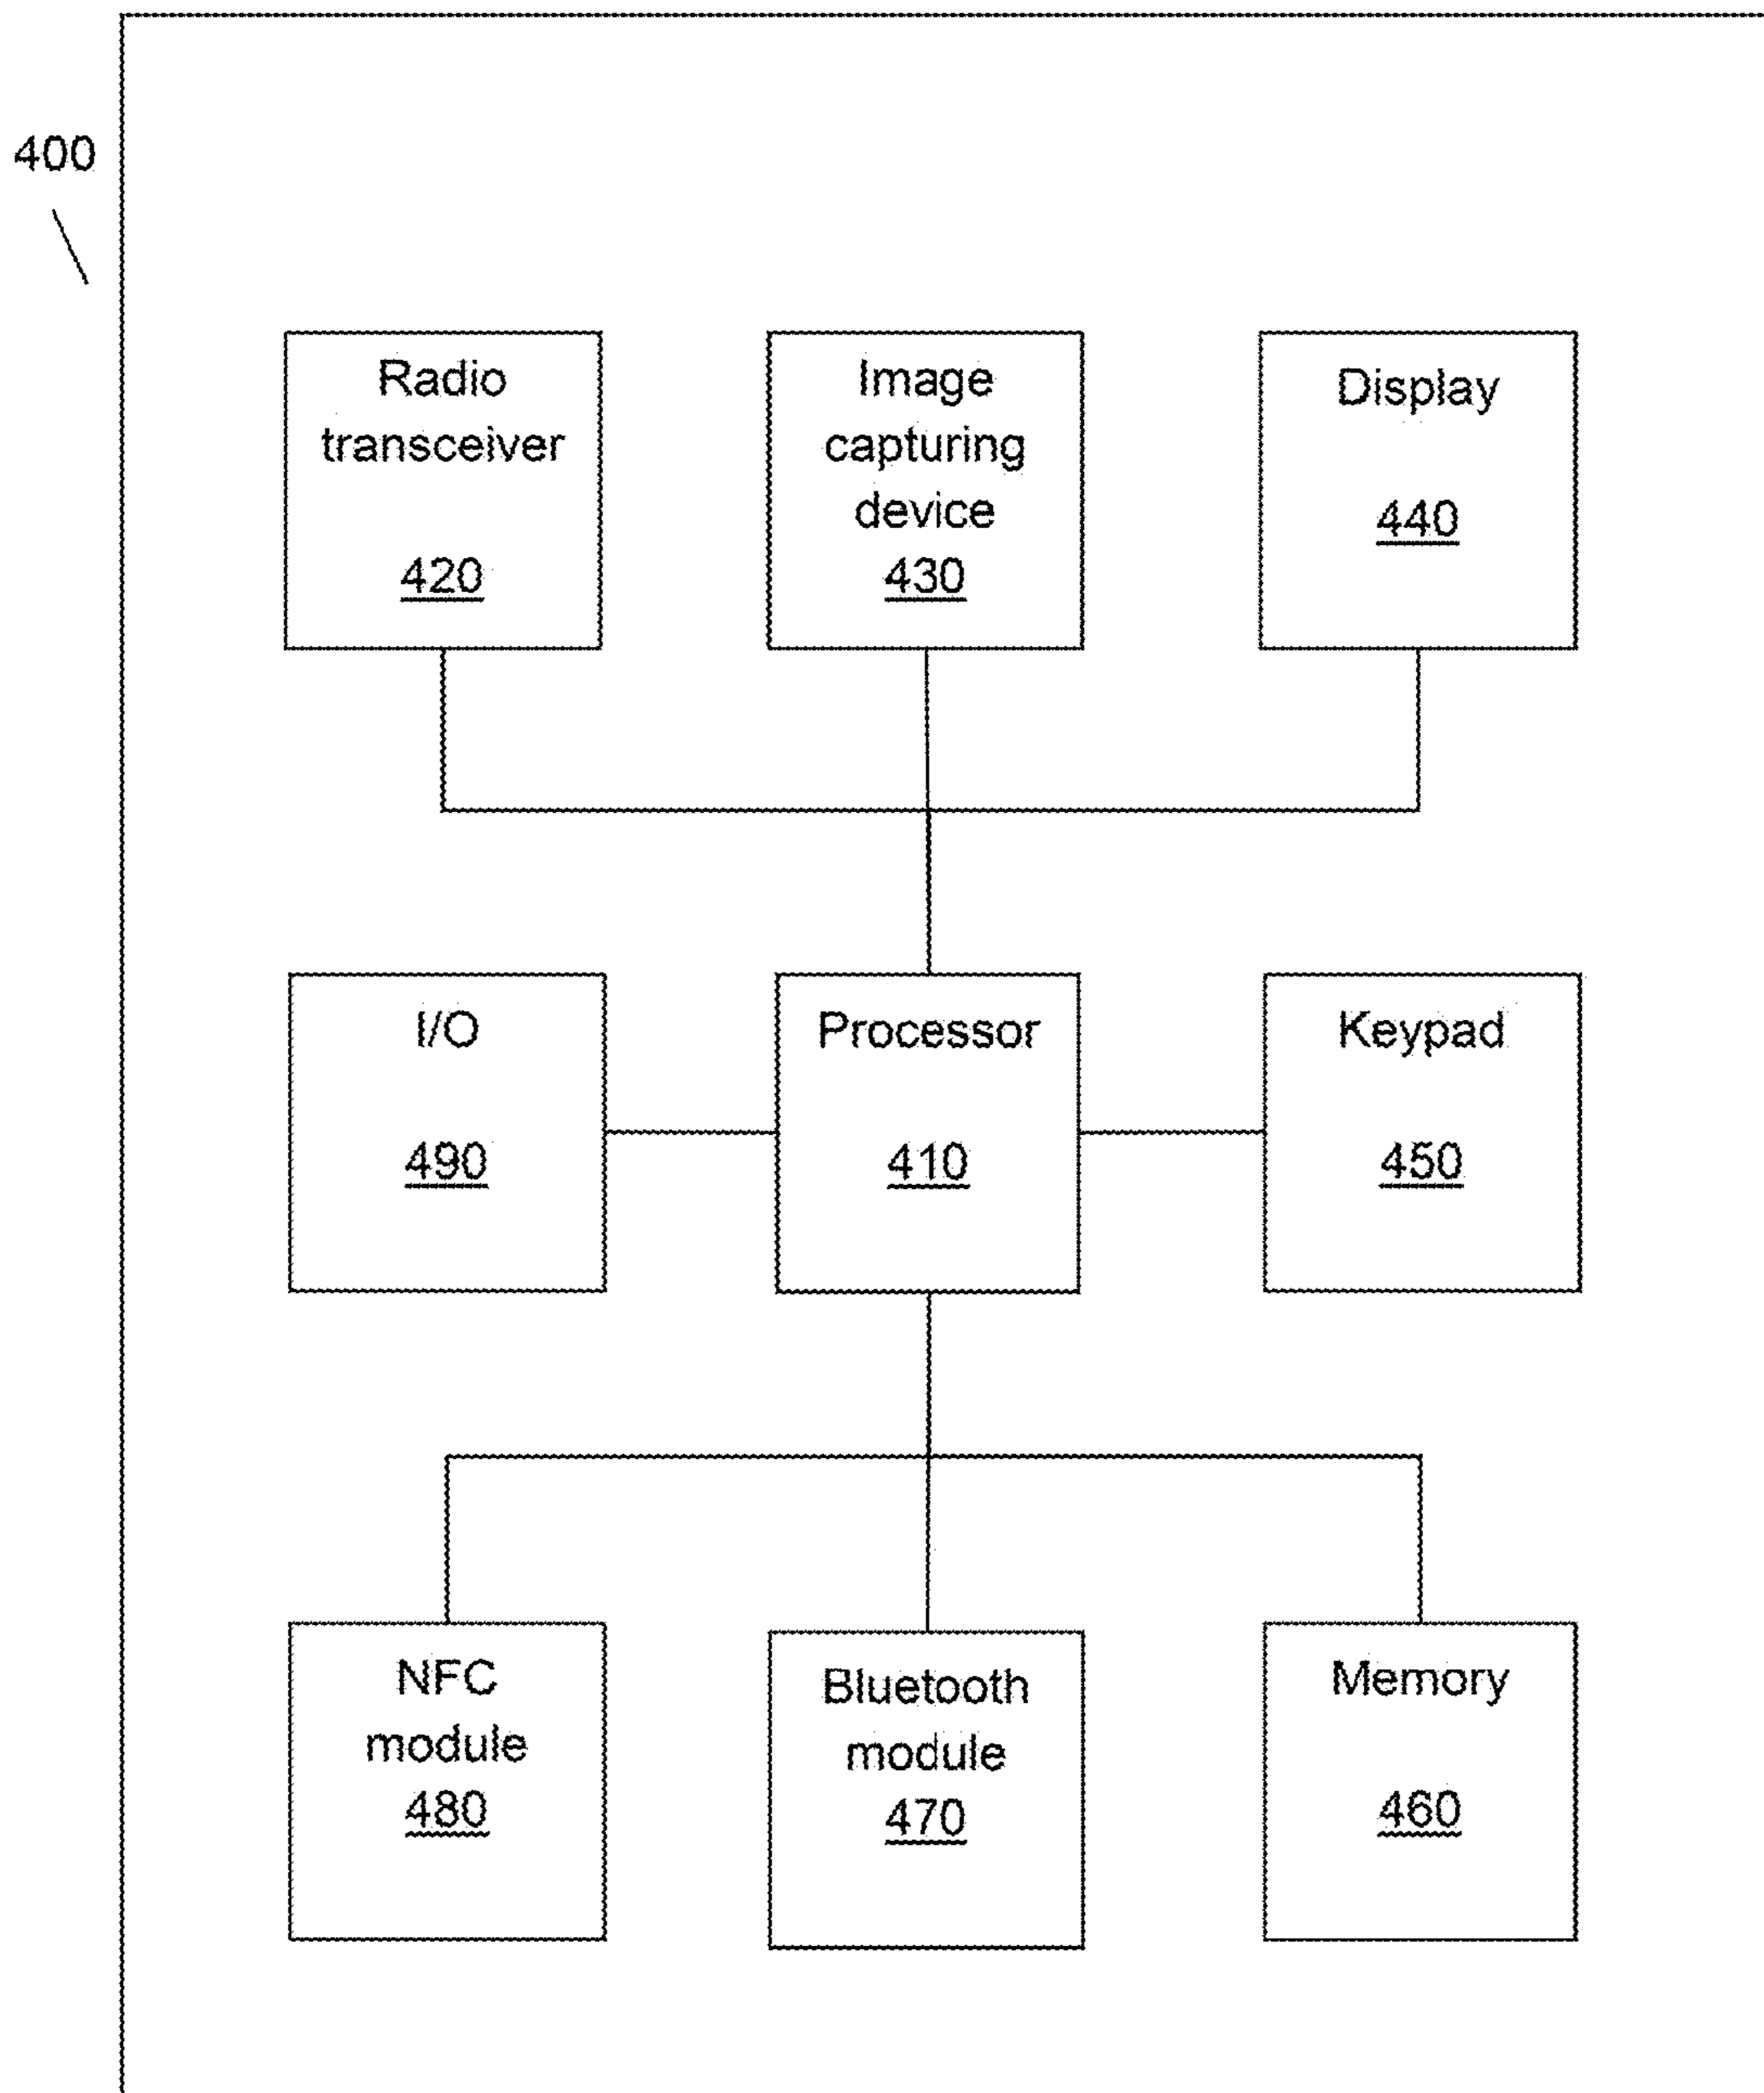 400
Radio
transceiver
420
Image
capturing
device
430
Display
440
I/O
490
Processor
410
Keypad
450
NFC
module
480
Bluetooth
module
470
Memory
460